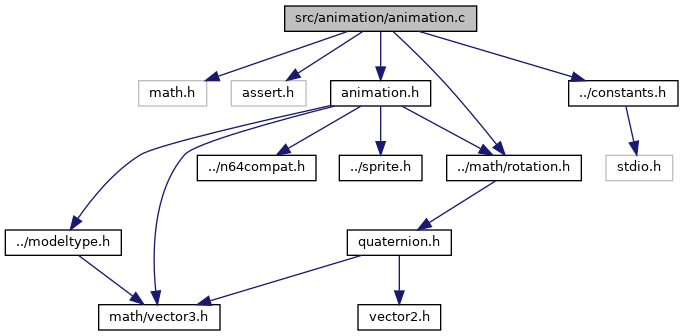 src/animation/animation.c
math.h
assert.h
animation.h
../constants.h
../n64compat.h
../sprite.h
../math/rotation.h
stdio.h
../modeltype.h
quaternion.h
math/vector3.h
vector2.h